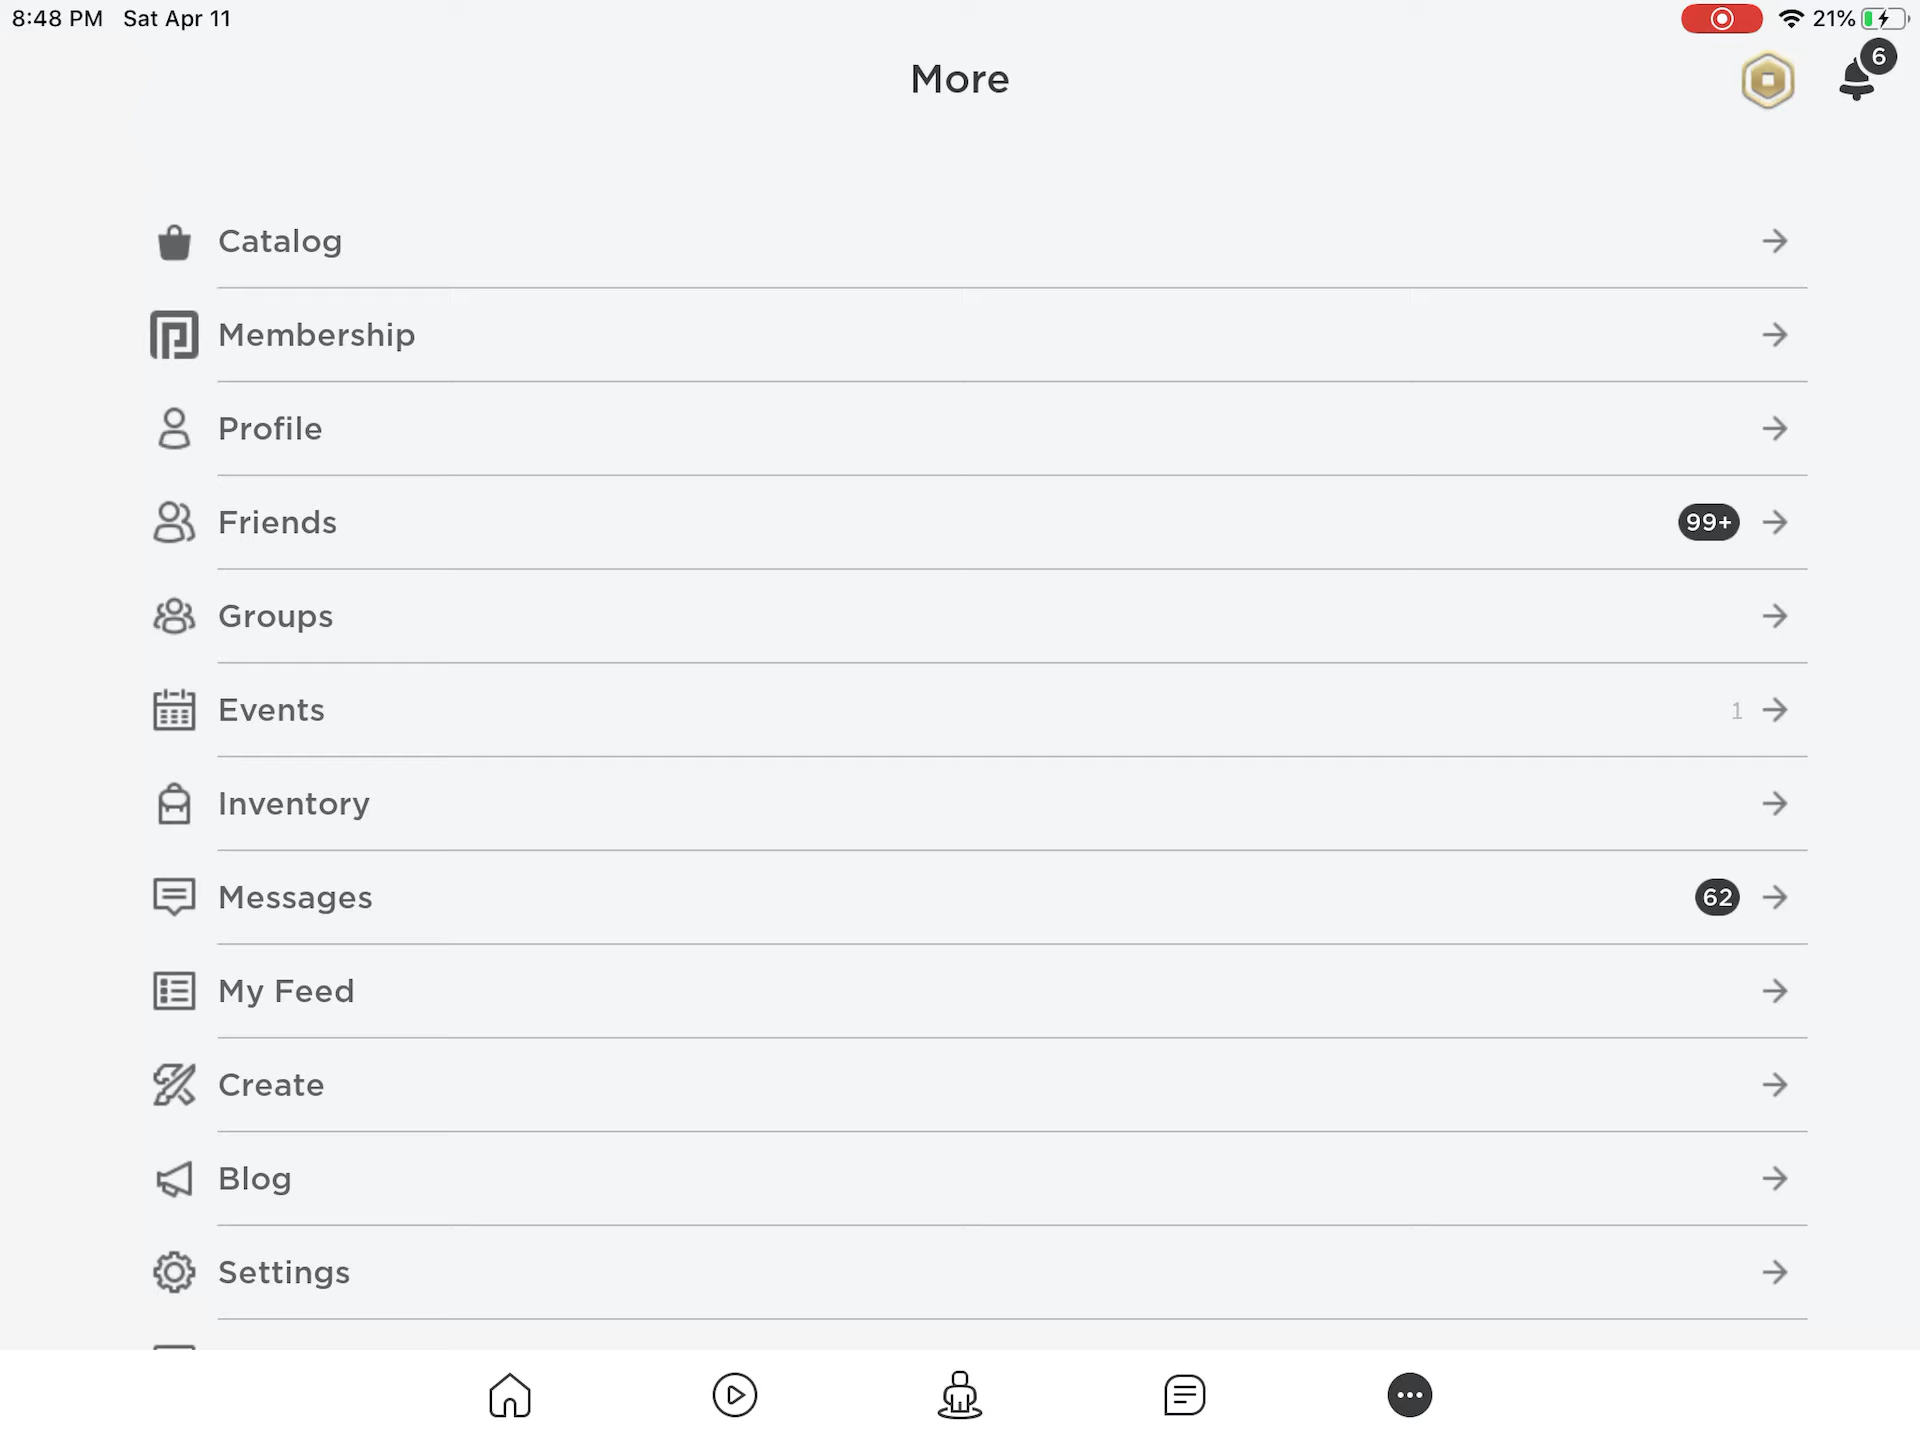 8:48 PM Sat Apr 11
21%
More
6
Catalog
Membership
Profile
Friends 99+
Groups
Events 1
Inventory
Messages 62
My Feed
Create
Blog
Settings